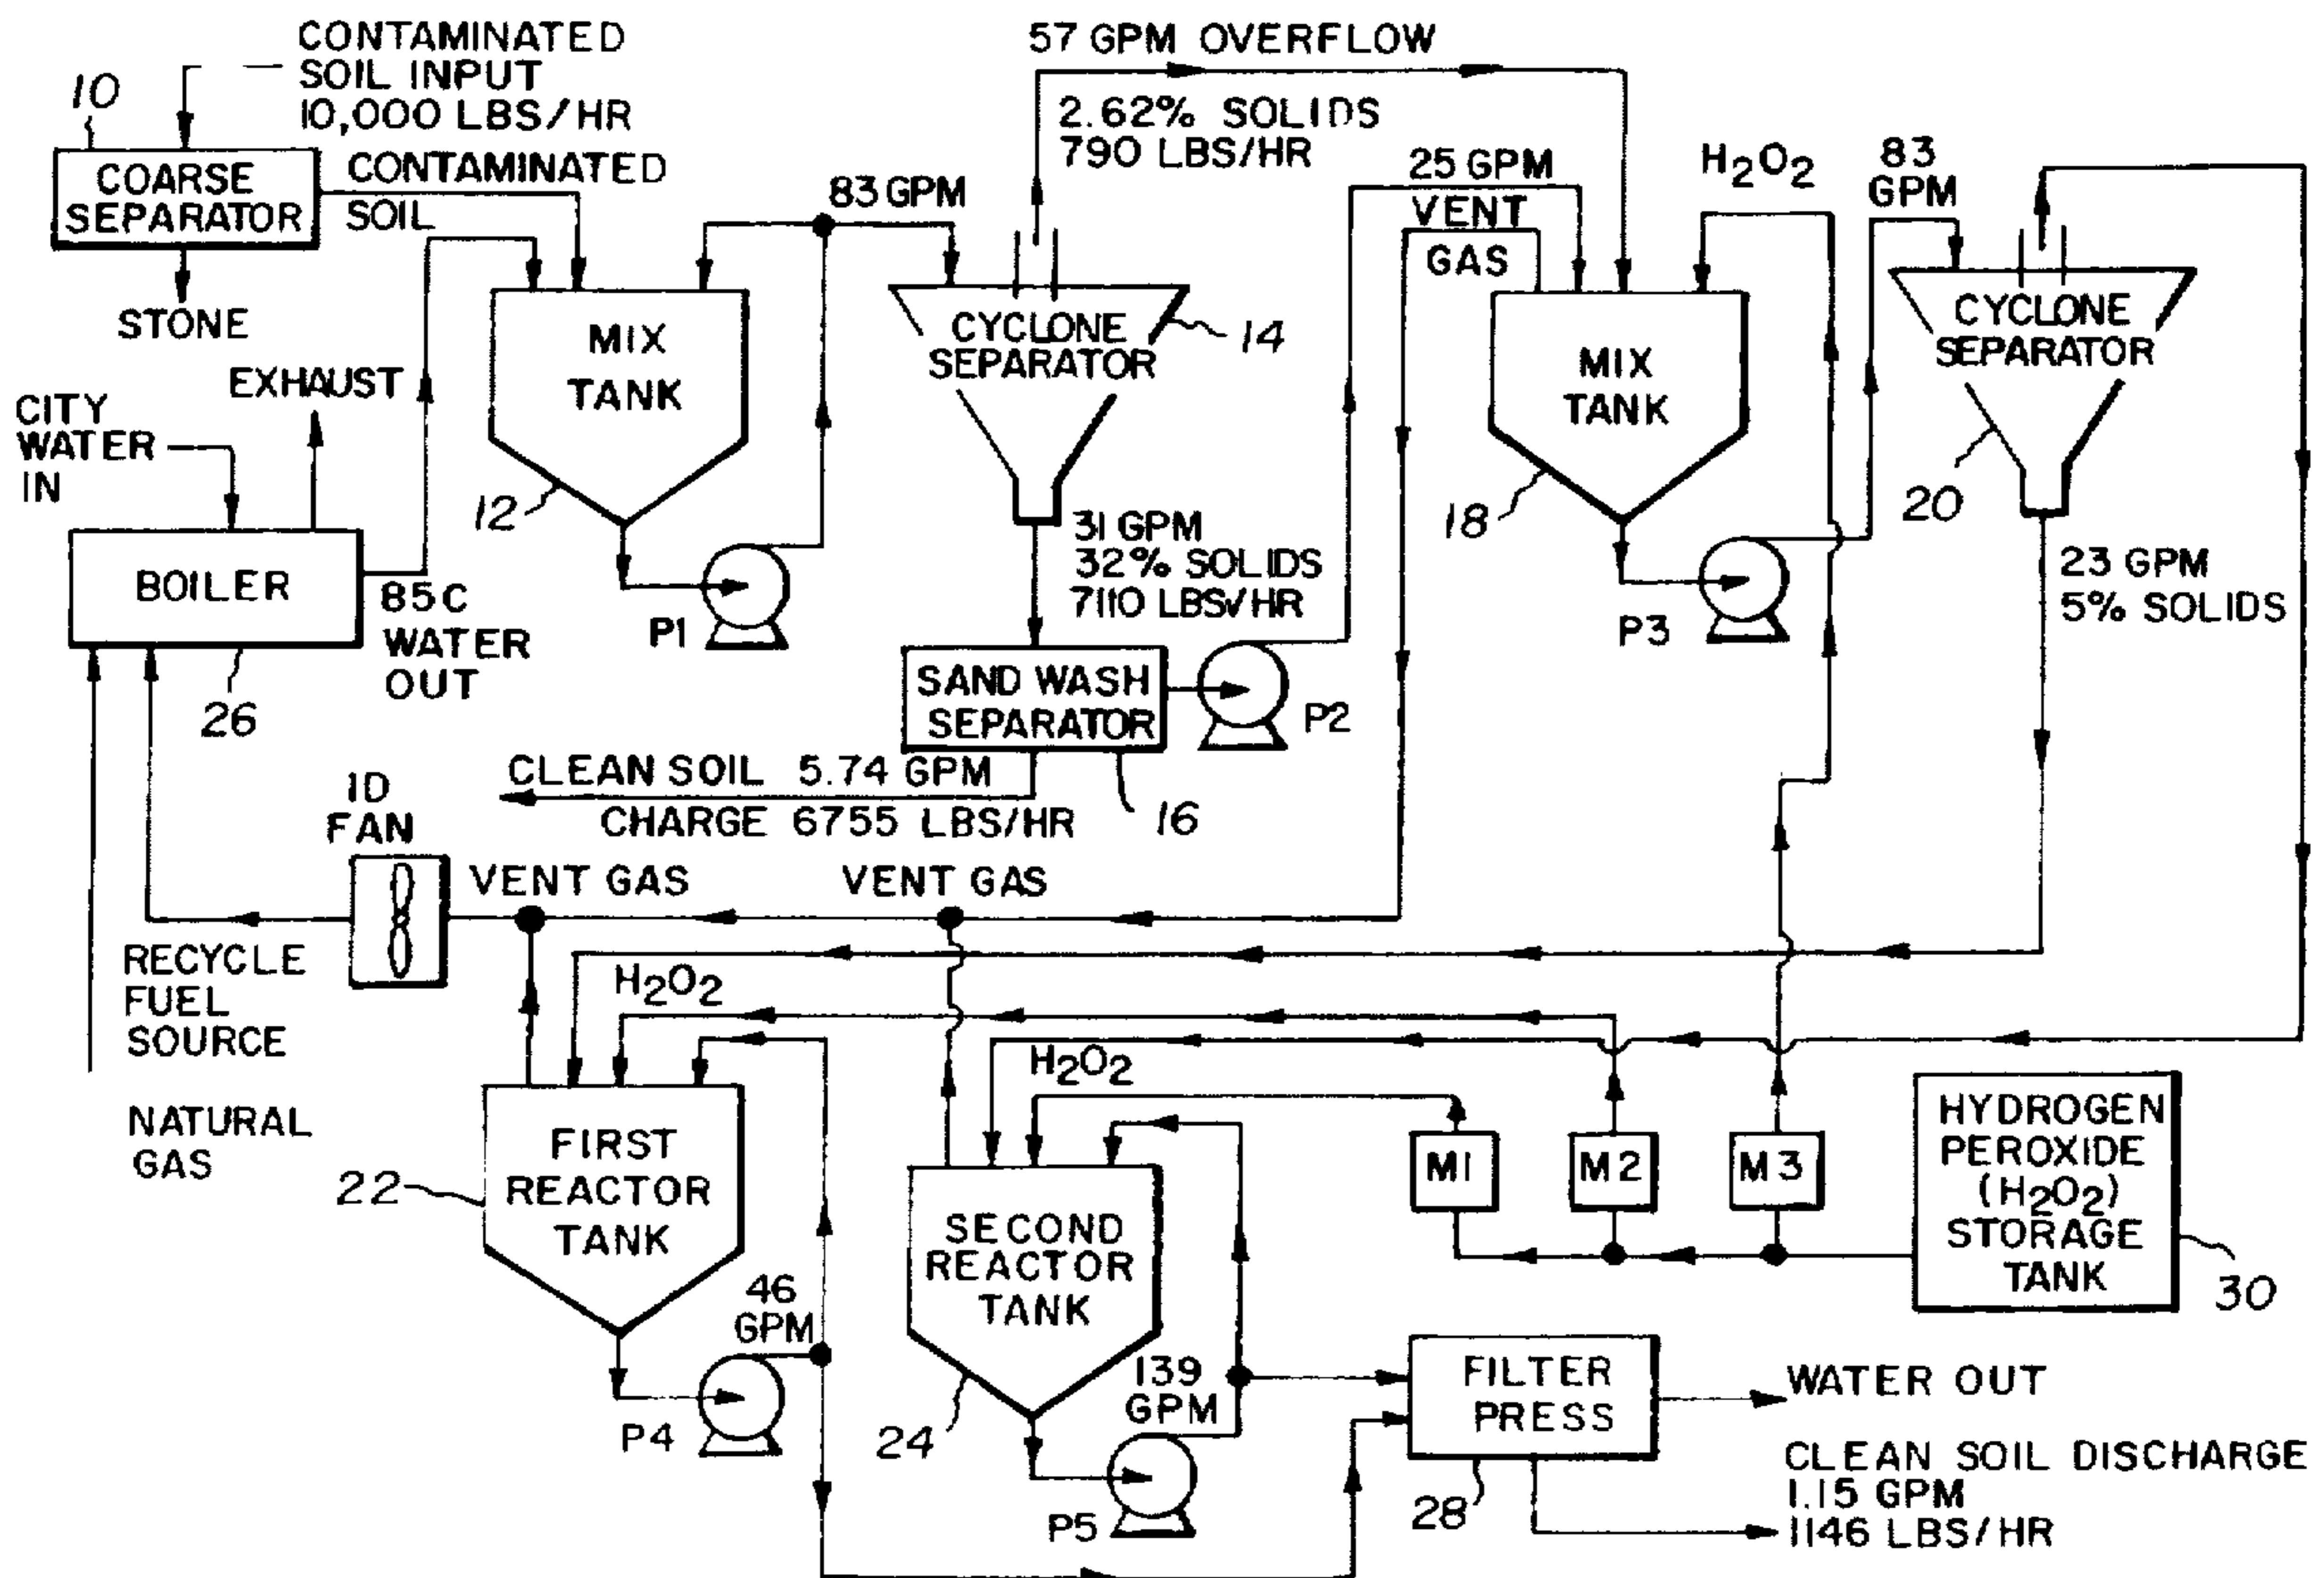 CONTAMINATED
SOIL INPUT
10,000 LBS/HR
10
COARSE
SEPARATOR
CONTAMINATED
SOIL
STONE
57 GPM OVERFLOW
2.62% SOLIDS
790 LBS/HR
83 GPM
25 GPM
VENT
GAS
H2O2
83
GPM
MIX
TANK
12
CYCLONE
SEPARATOR
14
MIX
TANK
18
CYCLONE
SEPARATOR
20
EXHAUST
CITY
WATER
IN
BOILER
26
85C
WATER
OUT
P1
31 GPM
32% SOLIDS
7110 LBS/HR
SAND WASH
SEPARATOR
16
P2
P3
23 GPM
5% SOLIDS
CLEAN SOIL 5.74 GPM
CHARGE 6755 LBS/HR
ID
FAN
VENT GAS
VENT GAS
RECYCLE
FUEL
SOURCE
NATURAL
GAS
H2O2
H2O2
FIRST
REACTOR
TANK
22
46
GPM
P4
SECOND
REACTOR
TANK
24
139
GPM
P5
M1
M2
M3
HYDROGEN
PEROXIDE
(H2O2)
STORAGE
TANK
30
FILTER
PRESS
28
WATER OUT
CLEAN SOIL DISCHARGE
1.15 GPM
1146 LBS/HR